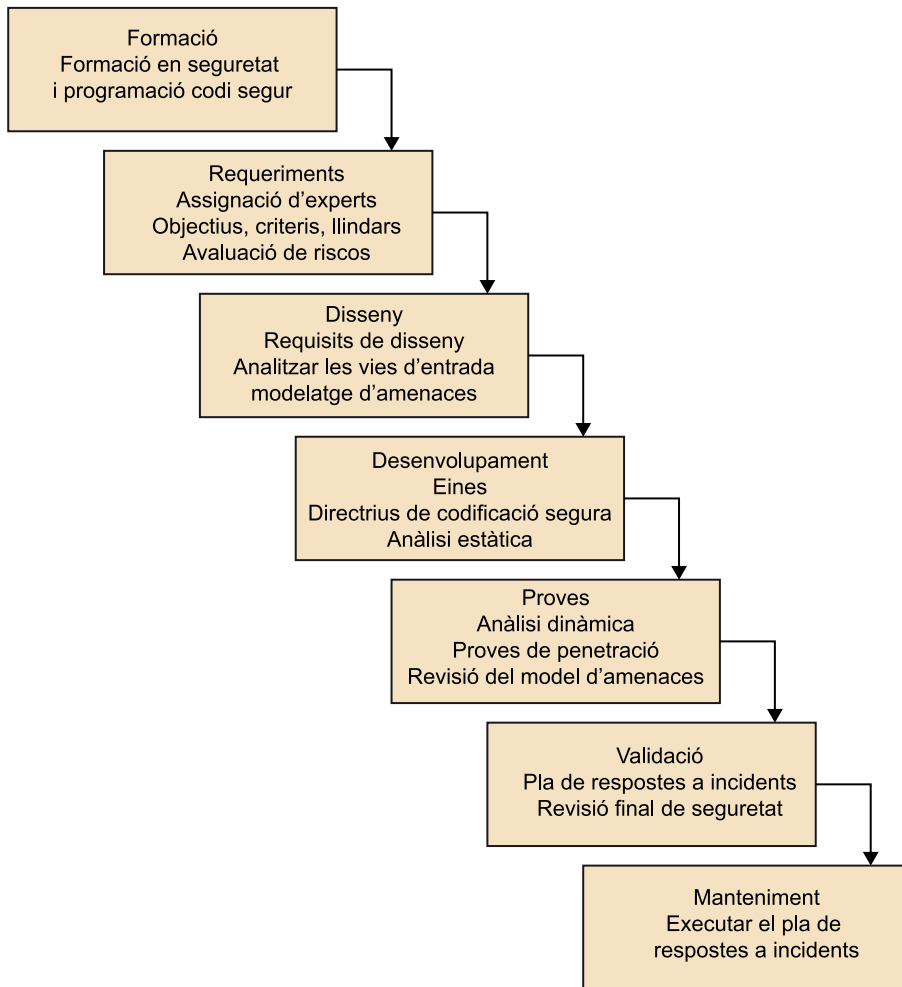 Formació
Formació en seguretat
i programació codi segur
Requeriments
Assignació d'experts
Objectius, criteris, llindars
Avaluació de riscos
Disseny
Requisits de disseny
Analitzar les vies d'entrada
modelatge d'amenaces
Desenvolupament
Eines
Directrius de codificació segura
Anàlisi estàtica
Proves
Anàlisi dinàmica
Proves de penetració
Revisió del model d'amenaces
Validació
Pla de respostes a incidents
Revisió final de seguretat
Manteniment
Executar el pla de
respostes a incidents